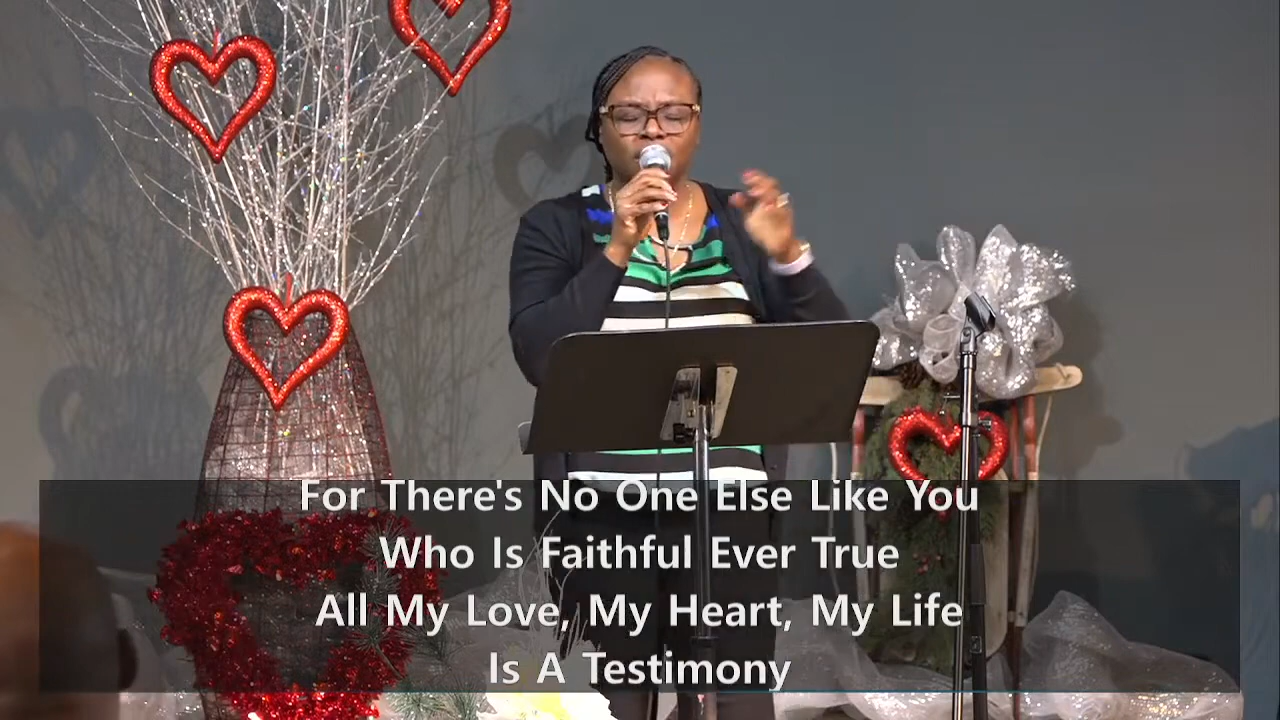 For There's No One Else Like You
Who Is Faithful Ever True
All My Love, My Heart, My Life
Is A Testimony